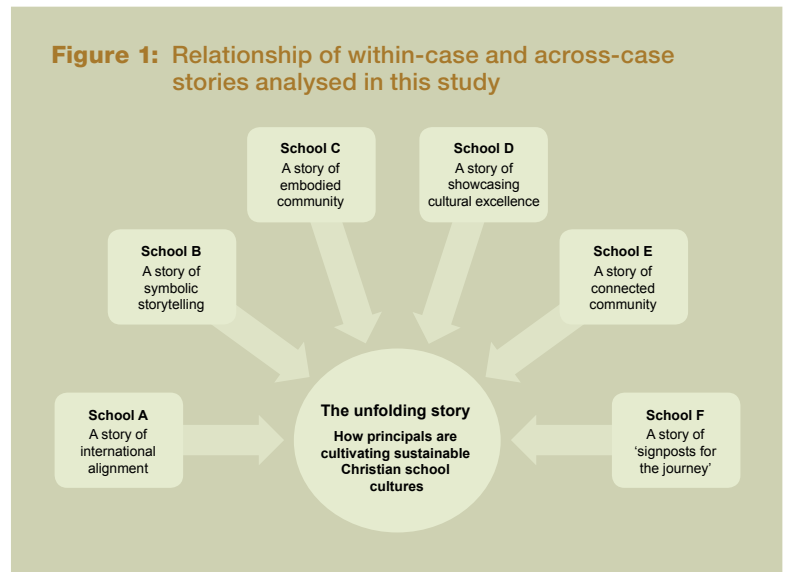 Figure 1: Relationship of within-case and across-case
stories analysed in this study
School C
A story of
embodied
community
School D
A story of
showcasing
cultural excellence
School B
A story of
symbolic
storytelling
School E
A story of
connected
community
School A
A story of
international
alignment
The unfolding story
How principals are
cultivating sustainable
Christian school
cultures
School F
A story of
‘signposts for
the journey’